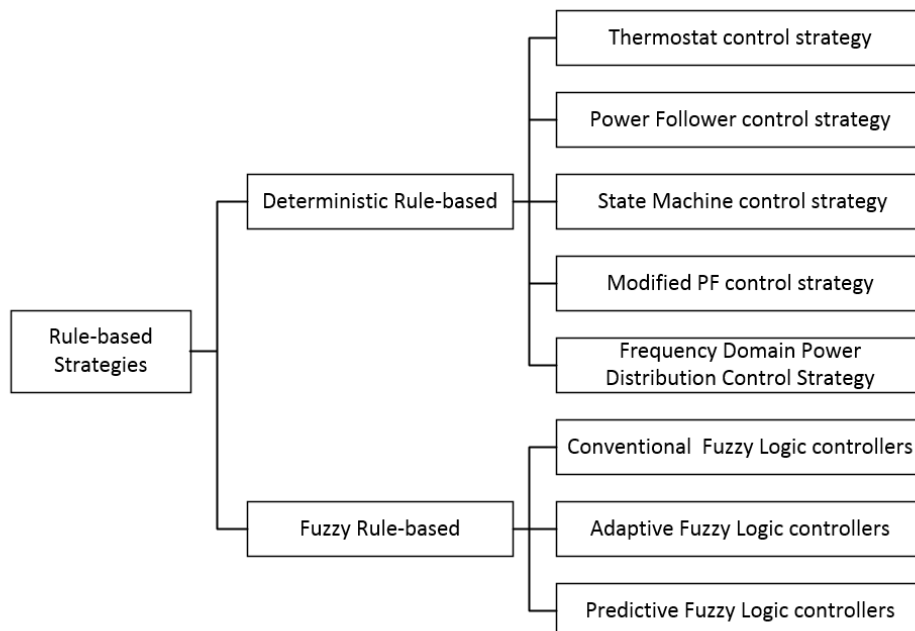 Thermostat control strategy
Power Follower control strategy
Deterministic Rule-based
State Machine control strategy
Modified PF control strategy
Rule-based
Strategies
Frequency Domain Power
Distribution Control Strategy
Conventional Fuzzy Logic controllers
Fuzzy Rule-based
Adaptive Fuzzy Logic controllers
Predictive Fuzzy Logic controllers